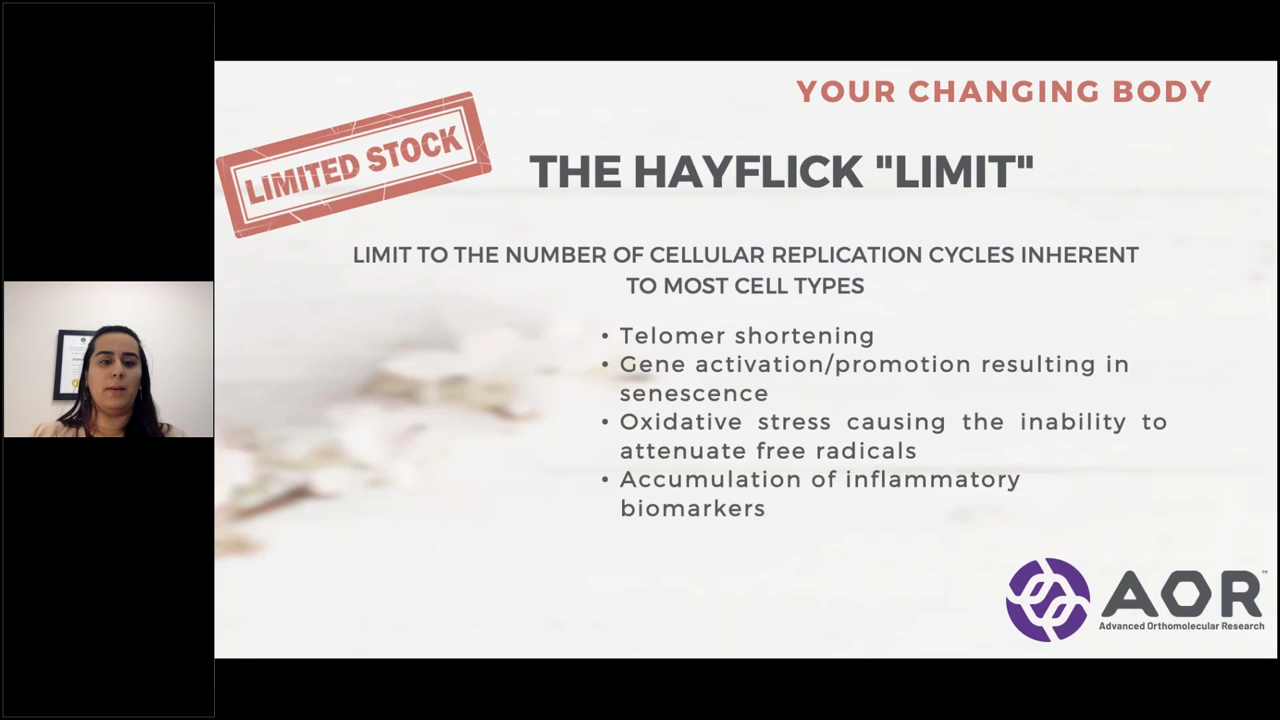 YOUR CHANGING BODY
LIMITED STOCK
THE HAYFLICK "LIMIT"
LIMIT TO THE NUMBER OF CELLULAR REPLICATION CYCLES INHERENT
TO MOST CELL TYPES
• Telomer shortening
• Gene activation/promotion resulting in
senescence
• Oxidative stress causing the inability to
attenuate free radicals
• Accumulation of inflammatory
biomarkers
AOR™
Advanced Orthomolecular Research